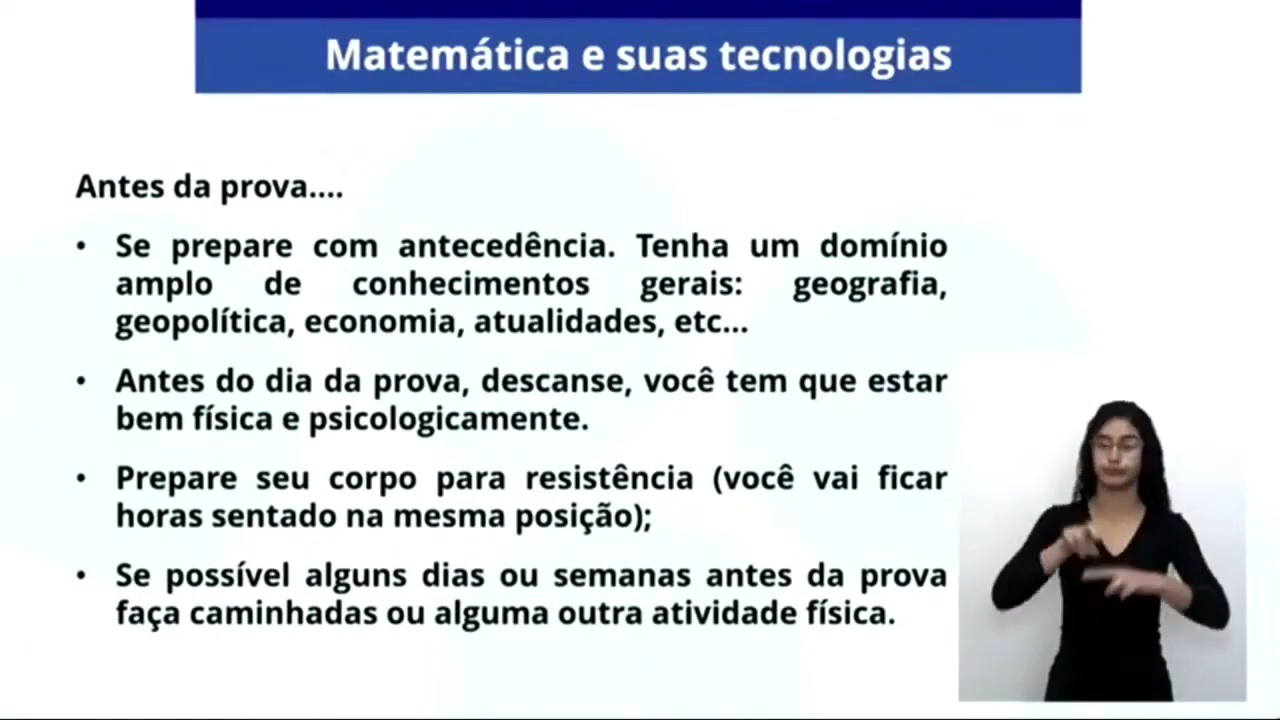 Matemática e suas tecnologias
Antes da prova....
• Se prepare com antecedência. Tenha um domínio
amplo de conhecimentos gerais: geografia,
geopolítica, economia, atualidades, etc...
• Antes do dia da prova, descanse, você tem que estar
bem física e psicologicamente.
• Prepare seu corpo para resistência (você vai ficar
horas sentado na mesma posição);
• Se possível alguns dias ou semanas antes da prova
faça caminhadas ou alguma outra atividade física.